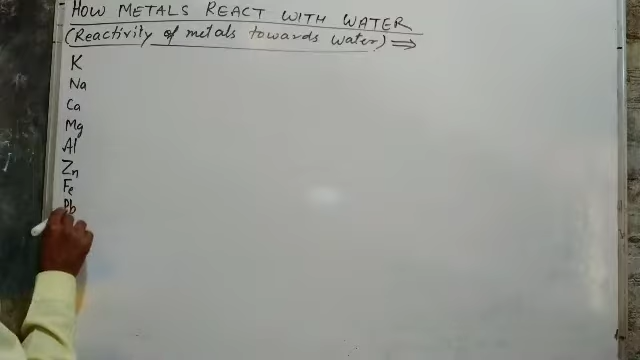 HOW METALS REACT WITH WATER
(Reactivity of metals towards water) ⇒
K
Na
Ca
Mg
Al
Zn
Fe
Pb